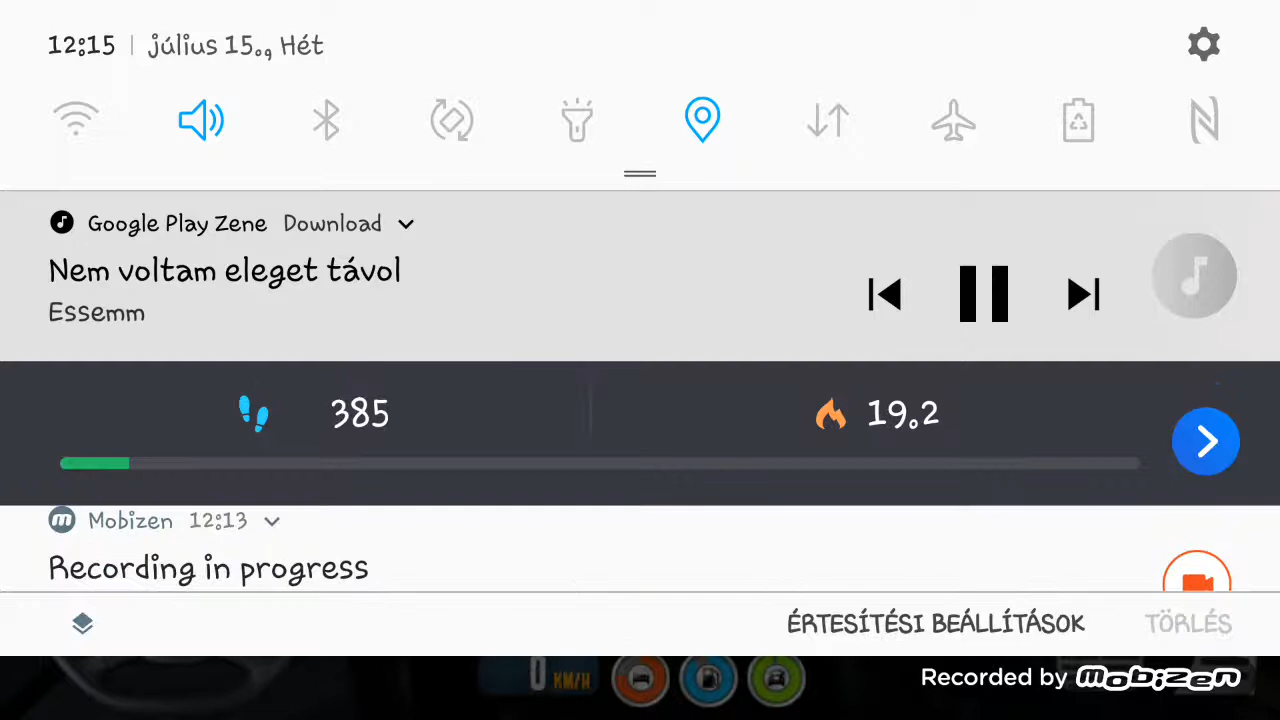 12:15 | július 15., Hét
Google Play Zene Download
Nem voltam eleget távol
Essemm
385
19.2
Mobizen 12:13
Recording in progress
ÉRTESÍTÉSI BEÁLLÍTÁSOK TÖRLÉS
0 KM/H
Recorded by mobizen